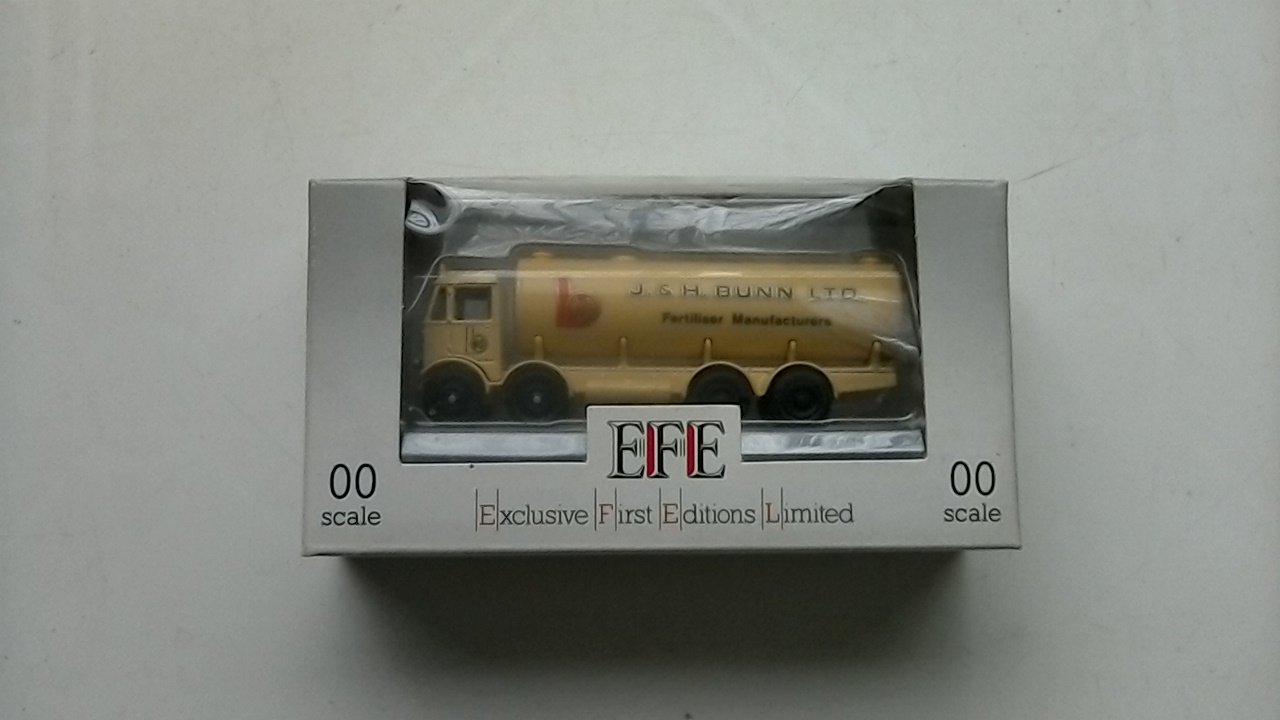 b
J. & H. BUNN LTD.
Fertiliser Manufacturers
b
EFE
00
scale
Exclusive First Editions Limited
00
scale